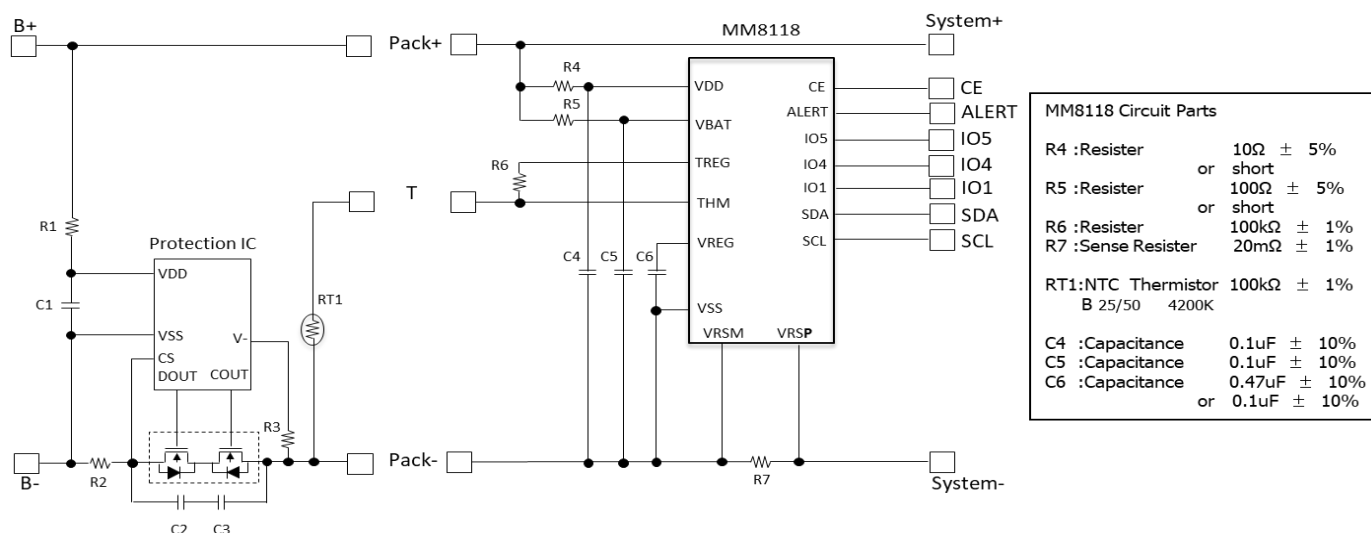 B+
Pack+
System+
MM8118
R4
VDD
CE
CE
R5
VBAT
ALERT
ALERT
IO5
IO5
R6
TREG
IO4
IO4
T
THM
IO1
IO1
SDA
SDA
VREG
SCL
SCL
C4
C5
C6
VSS
VRSM
VRSP
R1
Protection IC
VDD
C1
VSS
V-
CS
DOUT
COUT
RT1
R3
B-
R2
C2
C3
Pack-
R7
System-
MM8118 Circuit Parts
R4 :Resister 10Ω ± 5%
or short
R5 :Resister 100Ω ± 5%
or short
R6 :Resister 100kΩ ± 1%
R7 :Sense Resister 20mΩ ± 1%
RT1:NTC Thermistor 100kΩ ± 1%
B 25/50 4200K
C4 :Capacitance 0.1uF ± 10%
C5 :Capacitance 0.1uF ± 10%
C6 :Capacitance 0.47uF ± 10%
or 0.1uF ± 10%